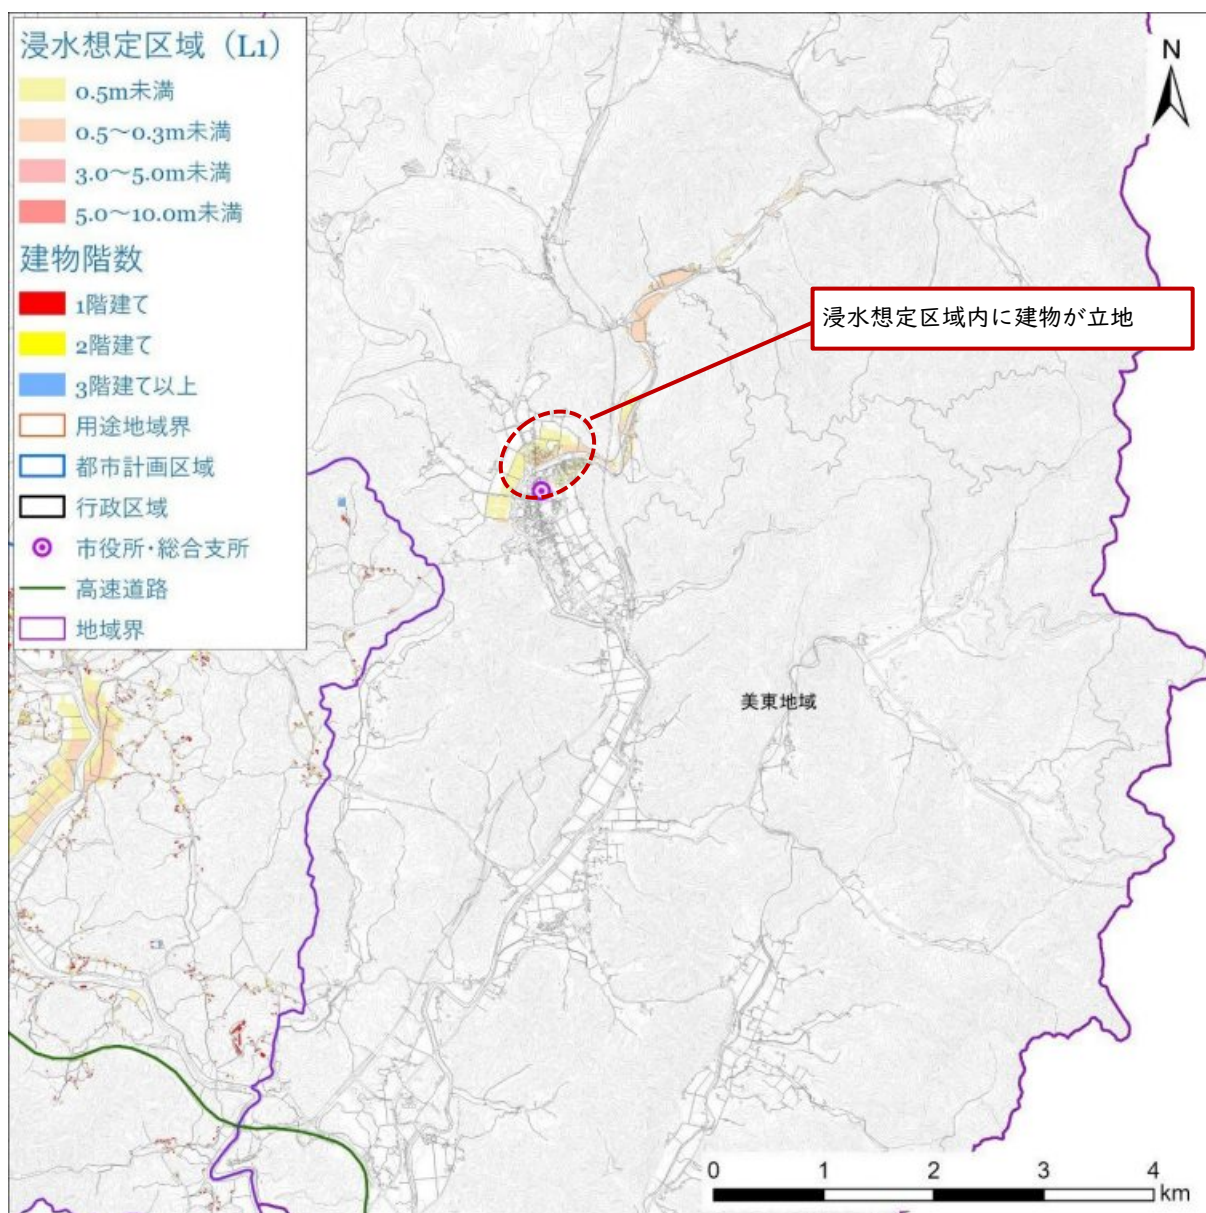 浸水想定区域（L1）
0.5m未満
0.5～0.3m未満
3.0～5.0m未満
5.0～10.0m未満
建物階数
1階建て
2階建て
3階建て以上
用途地域界
都市計画区域
行政区域
市役所・総合支所
高速道路
地域界
N
浸水想定区域内に建物が立地
美東地域
0 1 2 3 4
km